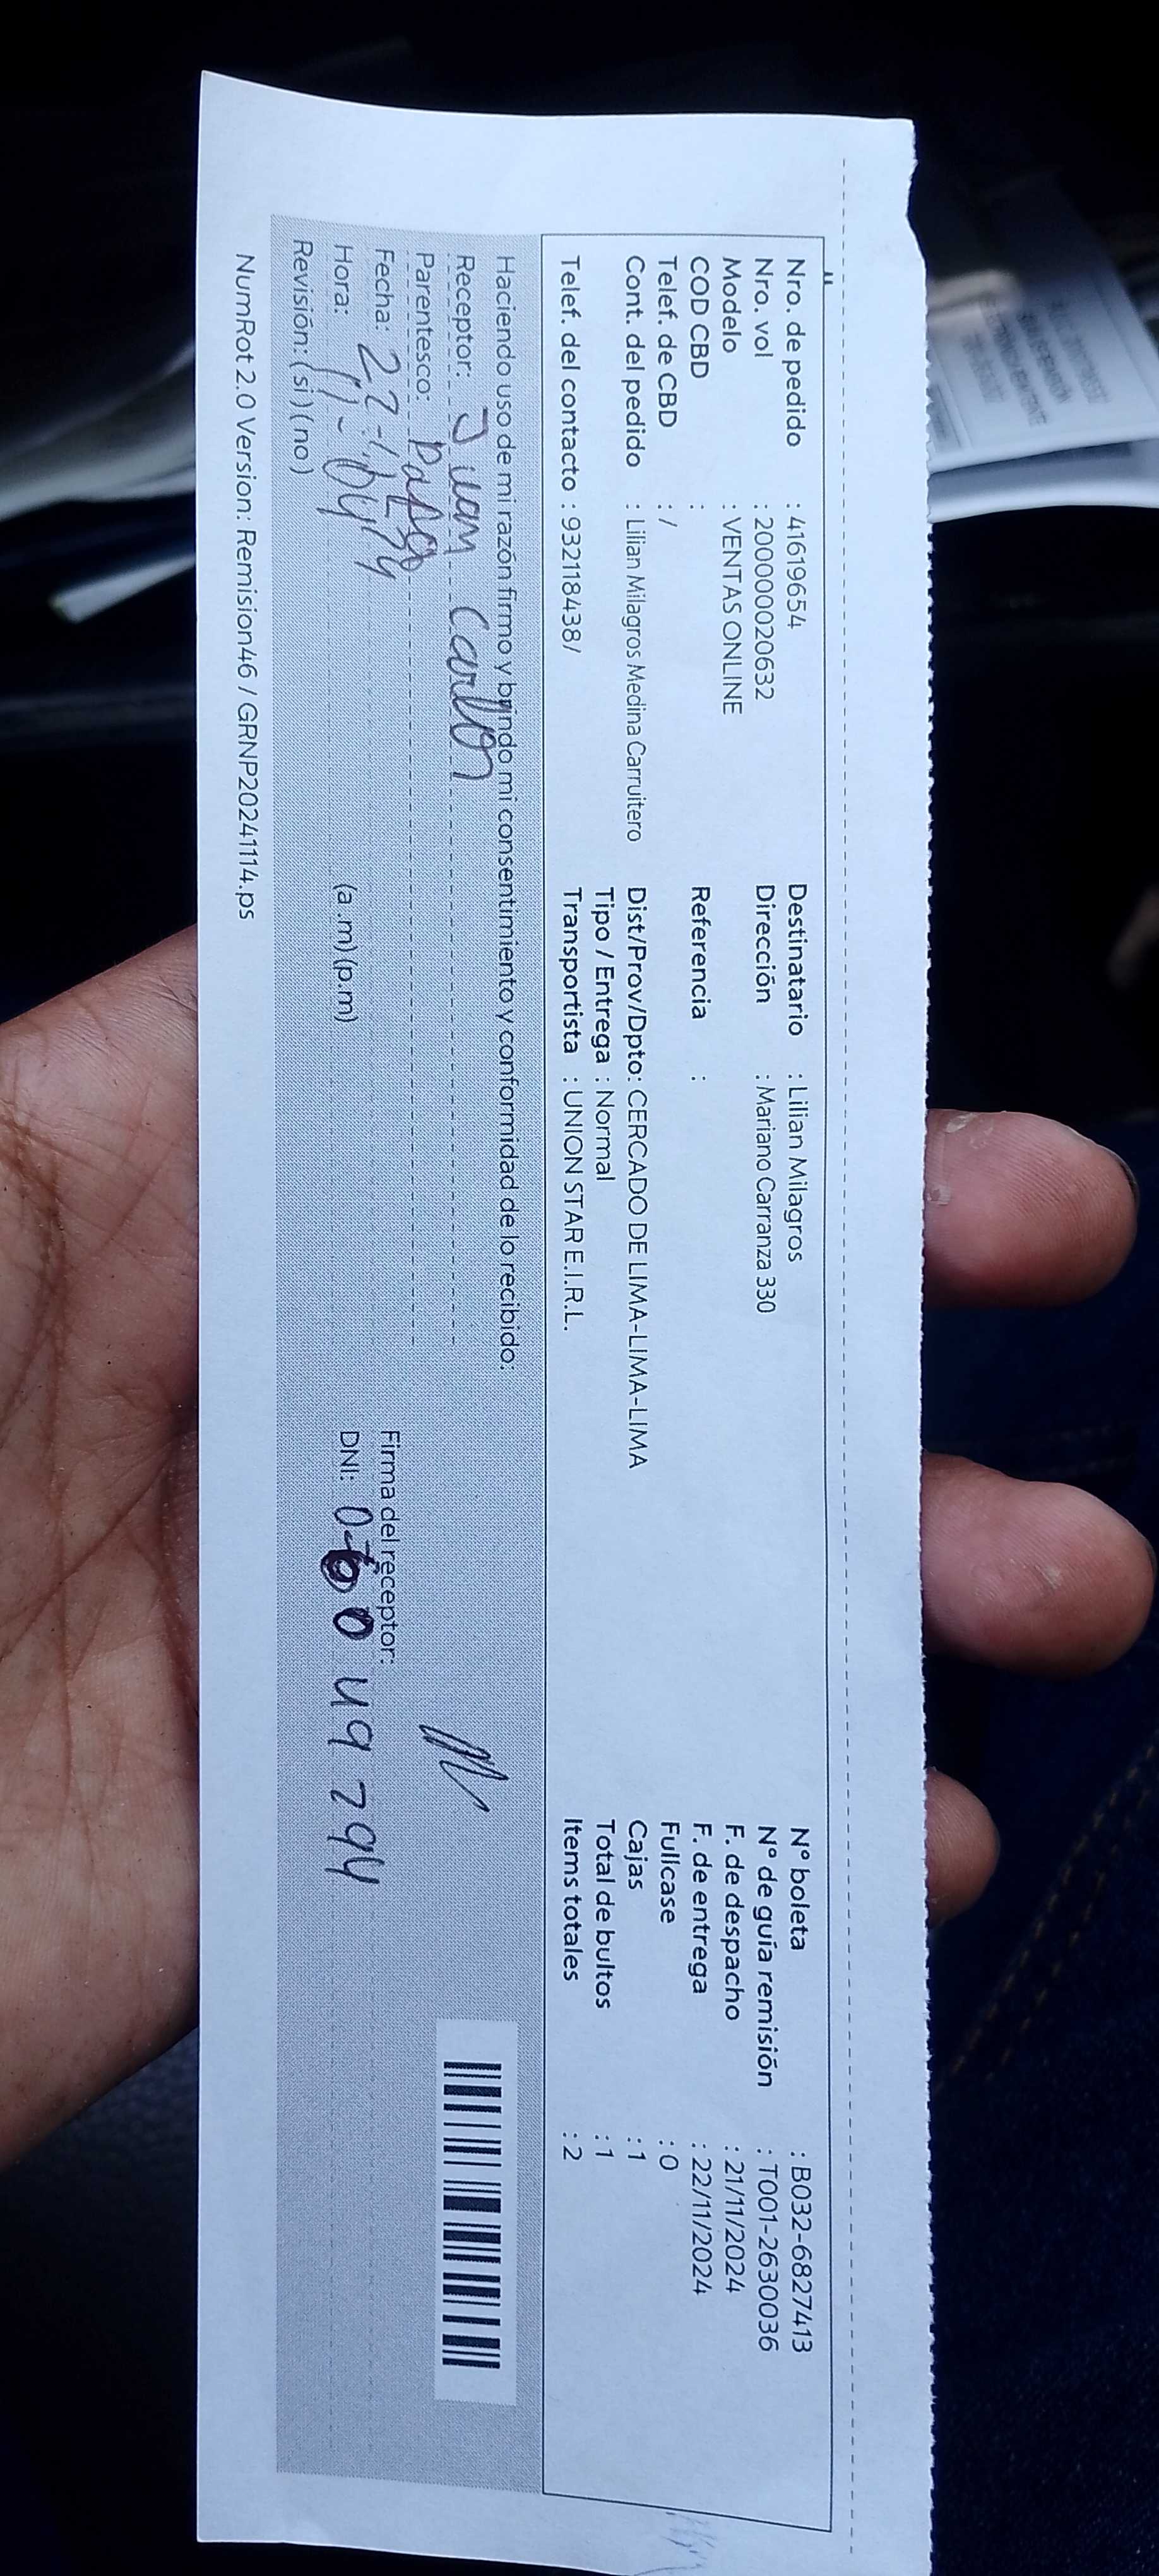 Nro. de pedido : 41619654
Nro. vol : 200000020632
Modelo : VENTAS ONLINE
COD CBD :
Telef. de CBD : /
Cont. del pedido : Lilian Milagros Medina Carruitero
Telef. del contacto : 932118438/
Destinatario : Lilian Milagros
Dirección : Mariano Carranza 330
Referencia :
Dist/Prov/Dpto: CERCADO DE LIMA-LIMA-LIMA
Tipo / Entrega : Normal
Transportista : UNION STAR E.I.R.L.
N° boleta : B032-6827413
N° de guía remisión : T001-2630036
F. de despacho : 21/11/2024
F. de entrega : 22/11/2024
Fullcase : 0
Cajas : 1
Total de bultos : 1
Items totales : 2
Haciendo uso de mi razón firmo y brindo mi consentimiento y conformidad de lo recibido:
Receptor: Juan Carlos
Parentesco:
Fecha:
Hora: (a.m)(p.m)
Revisión: (si) (no)
Firma del receptor:
DNI:
NumRot 2.0 Version: Remision46 / GRNP20241114.ps